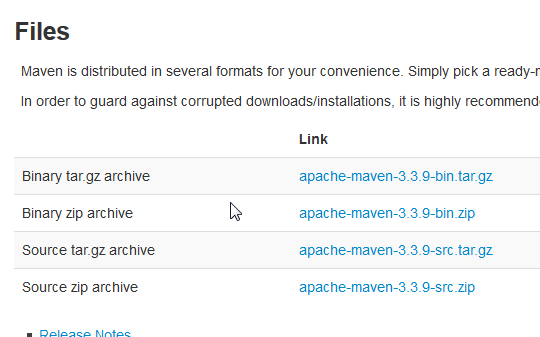 Files
Maven is distributed in several formats for your convenience. Simply pick a ready-
In order to guard against corrupted downloads/installations, it is highly
Link
Binary tar.gz archive apache-maven-3.3.9-bin.tar.gz
Binary zip archive apache-maven-3.3.9-bin.zip
Source tar.gz archive apache-maven-3.3.9-src.tar.gz
Source zip archive apache-maven-3.3.9-src.zip
Release Notes